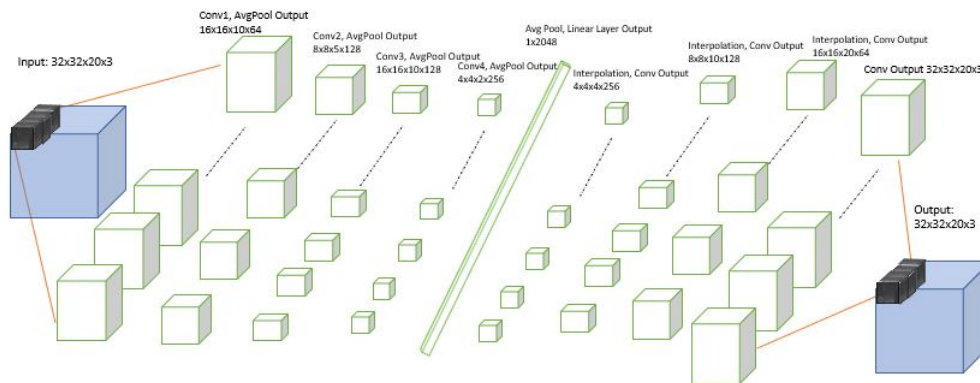 Input: 32x32x20x3
Conv1, AvgPool Output
16x16x10x64
Conv2, AvgPool Output
8x8x5x128
Conv3, AvgPool Output
16x16x10x128
Conv4, AvgPool Output
4x4x2x256
Avg Pool, Linear Layer Output
1x2048
Interpolation, Conv Output
4x4x4x256
Interpolation, Conv Output
8x8x10x128
Interpolation, Conv Output
16x16x20x64
Conv Output 32x32x20x3
Output:
32x32x20x3